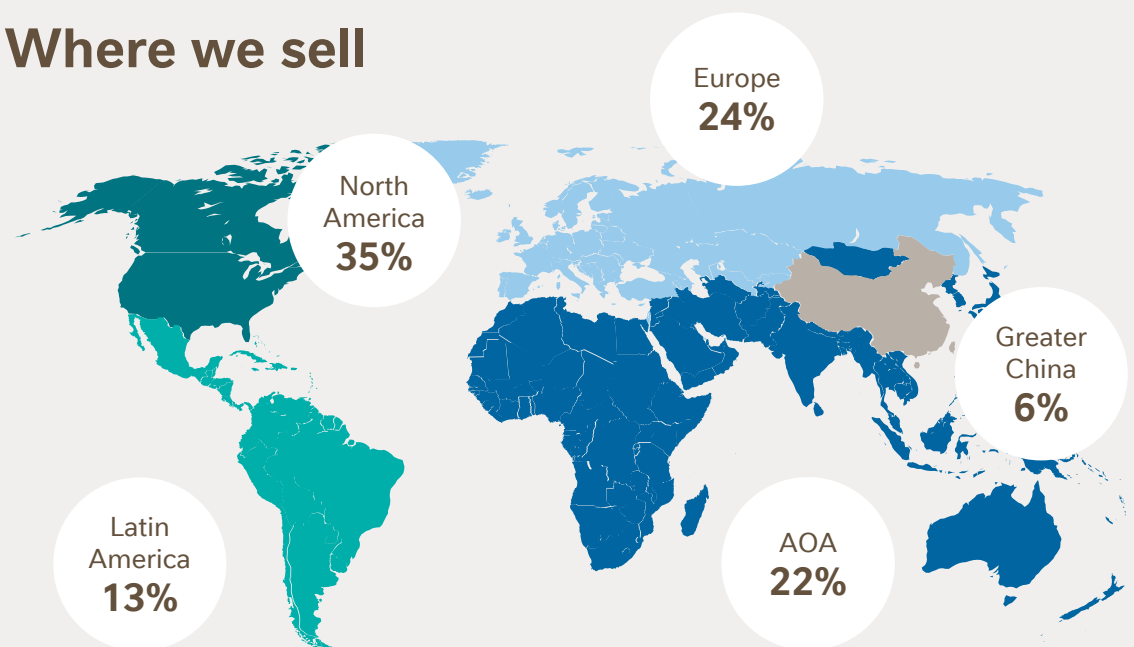 Where we sell
Europe
24%
North
America
35%
Greater
China
6%
Latin
America
13%
AOA
22%